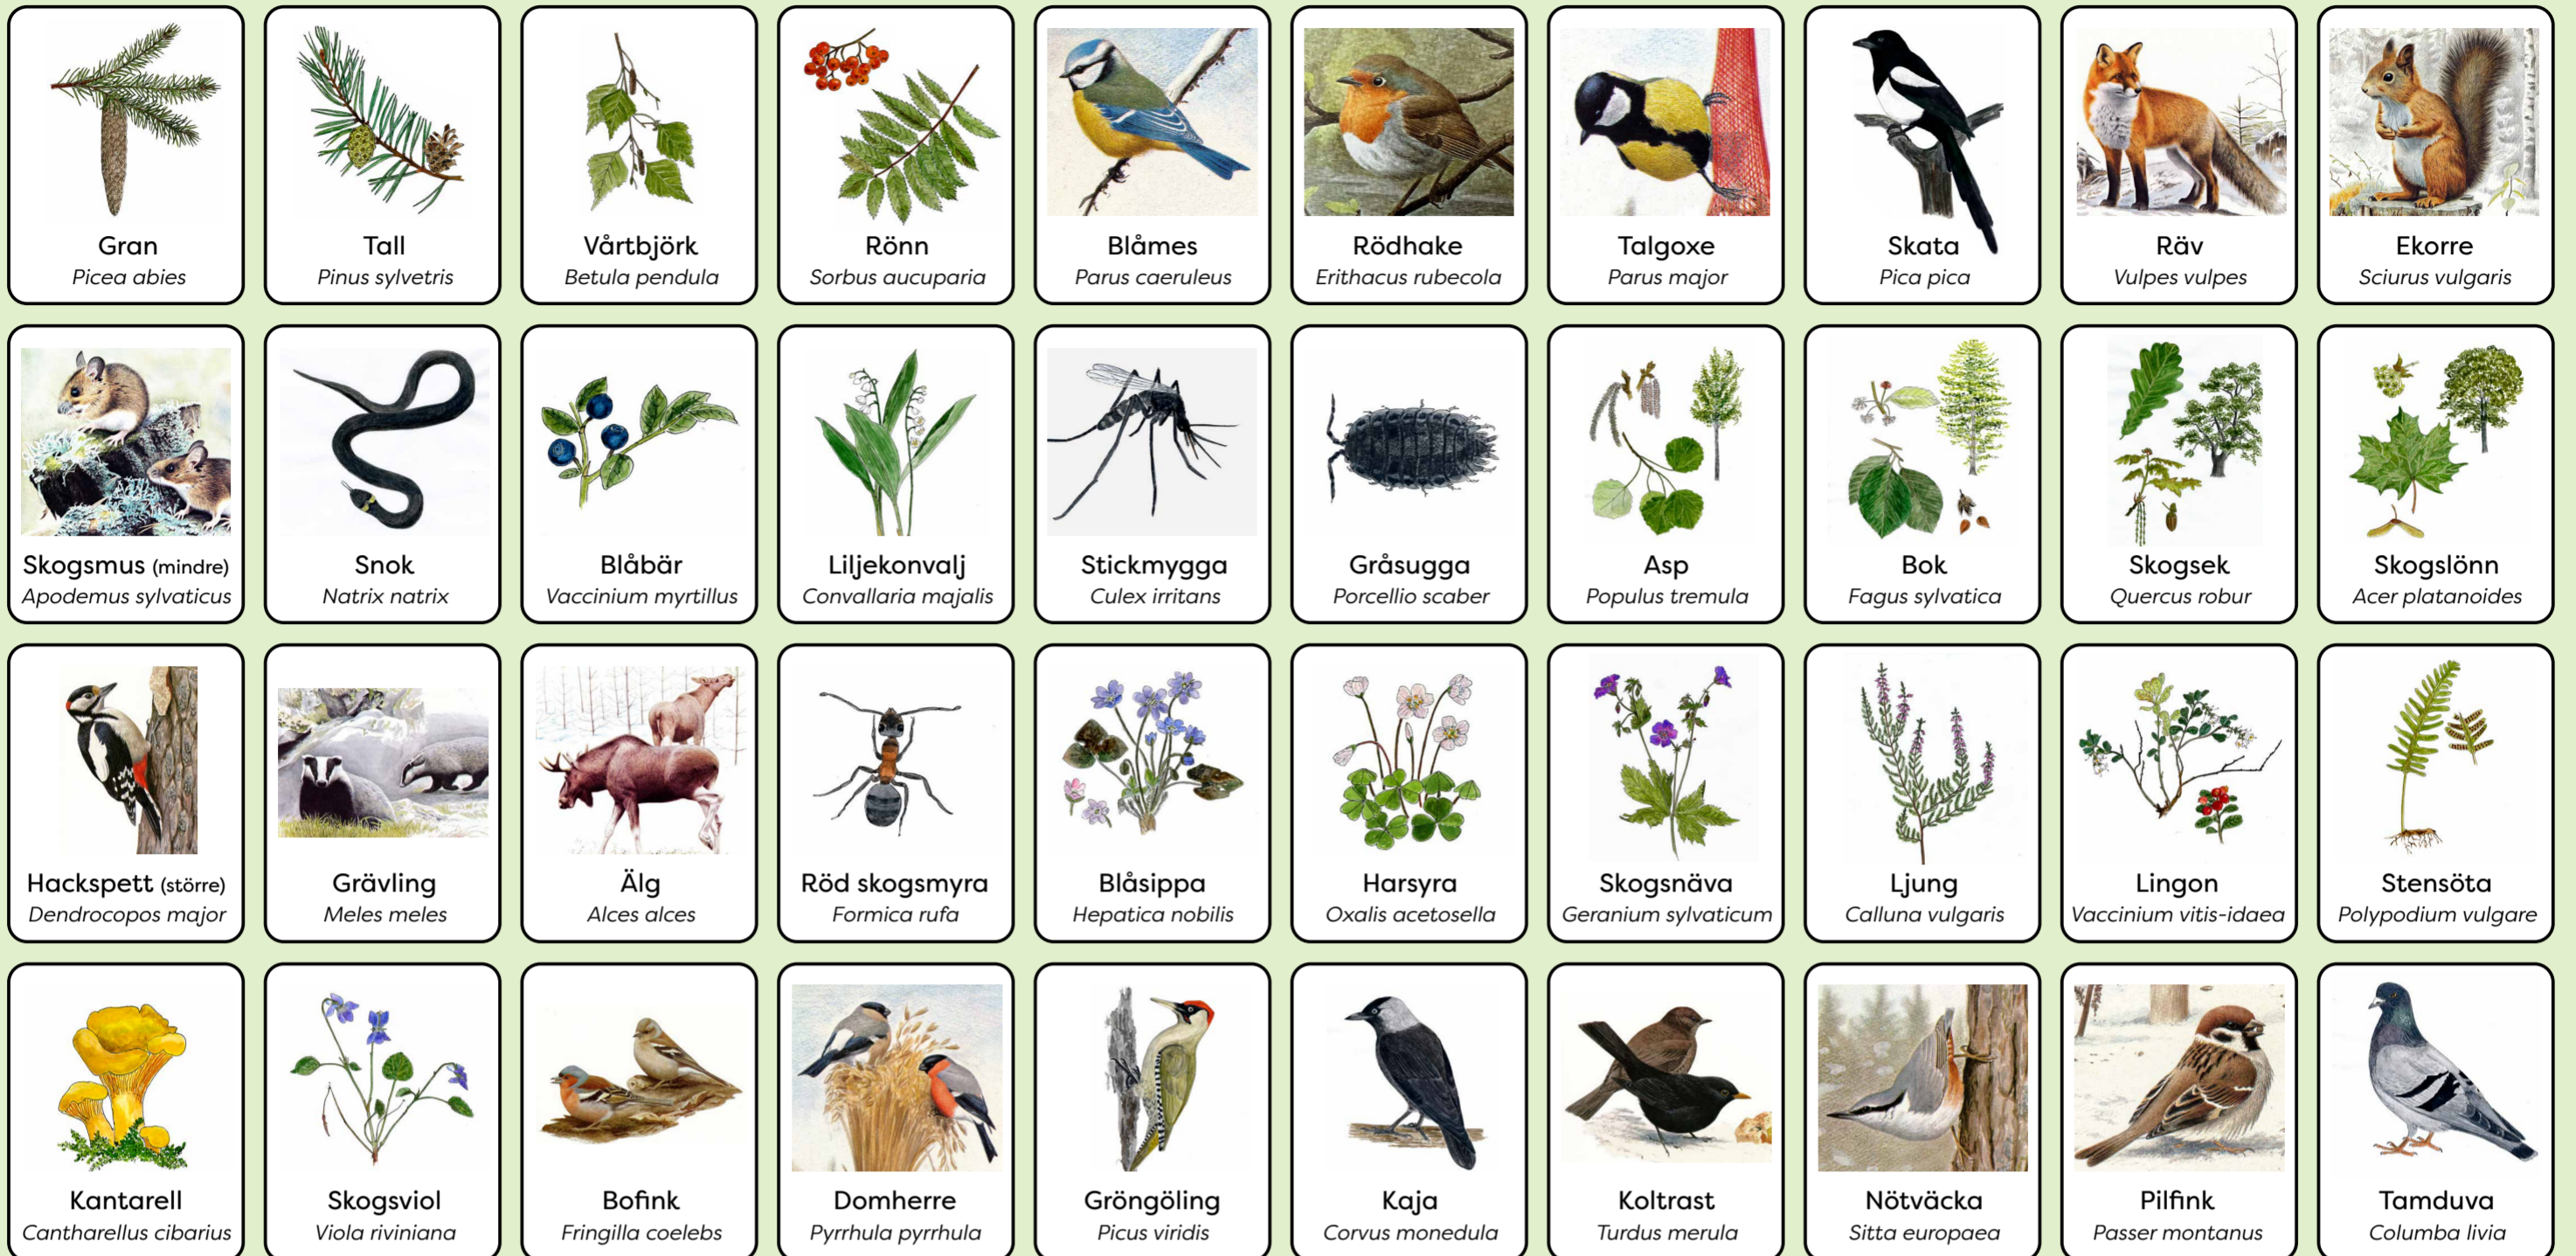 Gran
Picea abies
Tall
Pinus sylvetris
Vårtbjörk
Betula pendula
Rönn
Sorbus aucuparia
Blåmes
Parus caeruleus
Rödhake
Erithacus rubecola
Talgoxe
Parus major
Skata
Pica pica
Räv
Vulpes vulpes
Ekorre
Sciurus vulgaris
Skogsmus (mindre)
Apodemus sylvaticus
Snok
Natrix natrix
Blåbär
Vaccinium myrtillus
Liljekonvalj
Convallaria majalis
Stickmygga
Culex irritans
Gråsugga
Porcellio scaber
Asp
Populus tremula
Bok
Fagus sylvatica
Skogsek
Quercus robur
Skogslönn
Acer platanoides
Hackspett (större)
Dendrocopos major
Grävling
Meles meles
Älg
Alces alces
Röd skogsmyra
Formica rufa
Blåsippa
Hepatica nobilis
Harsyra
Oxalis acetosella
Skogsnäva
Geranium sylvaticum
Ljung
Calluna vulgaris
Lingon
Vaccinium vitis-idaea
Stensöta
Polypodium vulgare
Kantarell
Cantharellus cibarius
Skogsviol
Viola riviniana
Bofink
Fringilla coelebs
Domherre
Pyrrhula pyrrhula
Gröngöling
Picus viridis
Kaja
Corvus monedula
Koltrast
Turdus merula
Nötväcka
Sitta europaea
Pilfink
Passer montanus
Tamduva
Columba livia